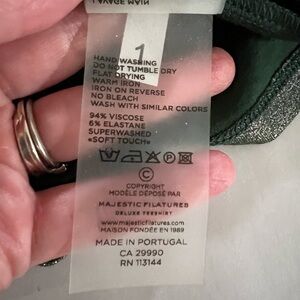 LAVAGE MAIN
1
HAND WASHING
DO NOT TUMBLE DRY
FLAT DRYING
WARM IRON
IRON ON REVERSE
NO BLEACH
WASH WITH SIMILAR COLORS
94% VISCOSE
6% ELASTANE
SUPERWASHED
«SOFT TOUCH»
©
COPYRIGHT
MODÈLE DÉPOSÉ PAR
MAJESTIC FILATURES
DELUXE TEESHIRT
www.majesticfilatures.com
MAISON FONDÉE EN 1989
MADE IN PORTUGAL
CA 29990
RN 113144